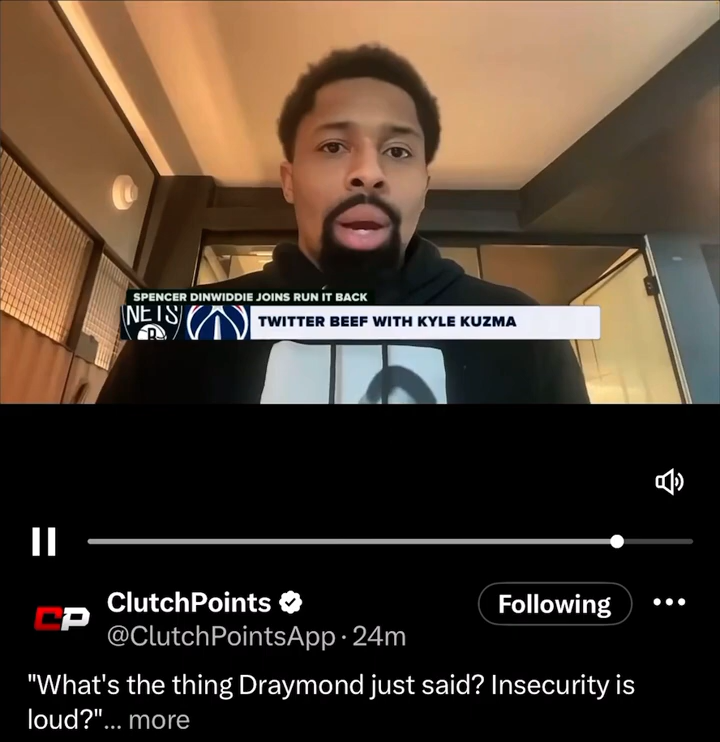 SPENCER DINWIDDIE JOINS RUN IT BACK
NETS
B
TWITTER BEEF WITH KYLE KUZMA
CP
ClutchPoints
Following
@ClutchPointsApp · 24m
"What's the thing Draymond just said? Insecurity is
loud?"... more